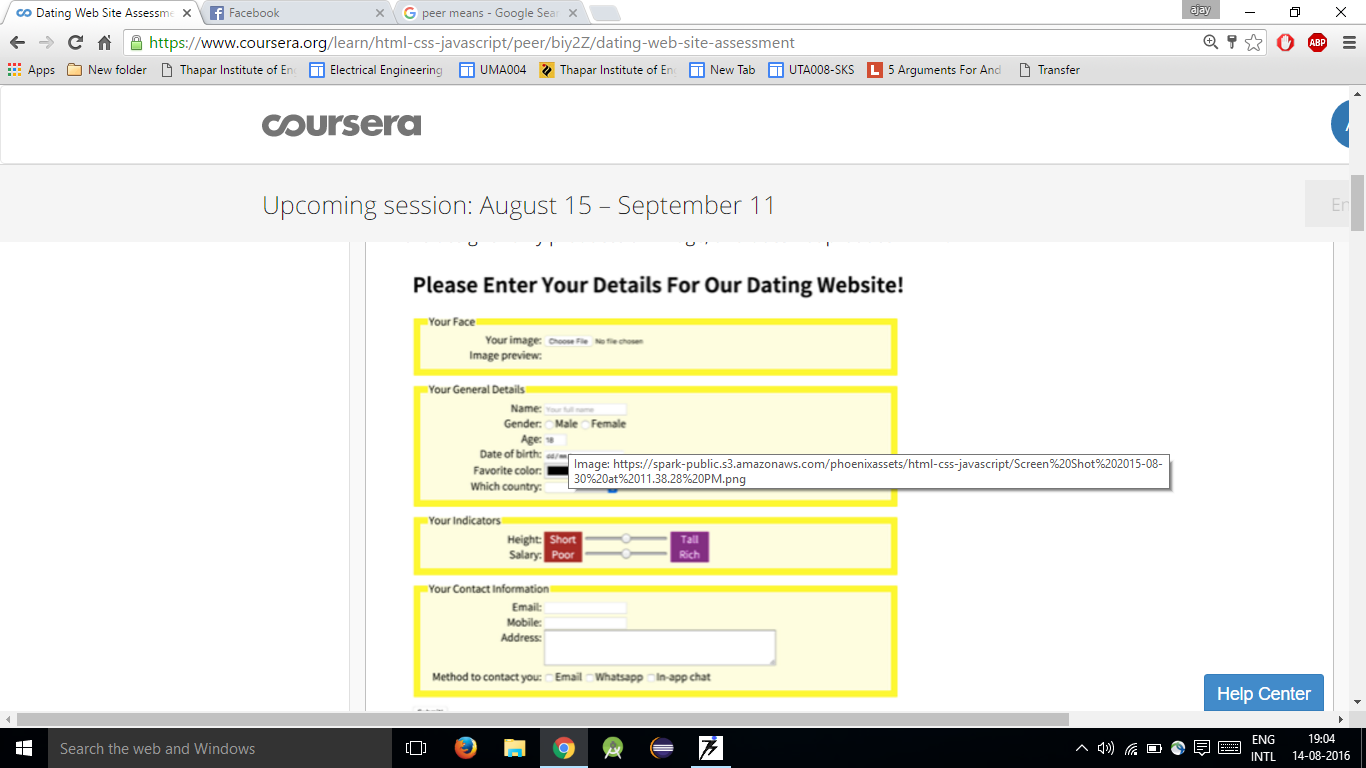 Dating Web Site Assessme
Facebook
peer means - Google Sear
ajay
https://www.coursera.org/learn/html-css-javascript/peer/biy2Z/dating-web-site-assessment
ABP
Apps New folder Thapar Institute of En Electrical Engineering UMA004 Thapar Institute of En New Tab UTA008-SKS 5 Arguments For And Transfer
coursera
Upcoming session: August 15 – September 11
En
Please Enter Your Details For Our Dating Website!
Your Face
Your image: Choose File No file chosen
Image preview:
Your General Details
Name: Your full name
Gender: Male Female
Age: 18
Date of birth: dd/mm
Favorite color:
Which country:
Image: https://spark-public.s3.amazonaws.com/phoenixassets/html-css-javascript/Screen%20Shot%202015-08-
30%20at%2011.38.28%20PM.png
Your Indicators
Height: Short Tall
Salary: Poor Rich
Your Contact Information
Email:
Mobile:
Address:
Method to contact you: Email Whatsapp In-app chat
Help Center
Search the web and Windows
ENG
INTL
19:04
14-08-2016